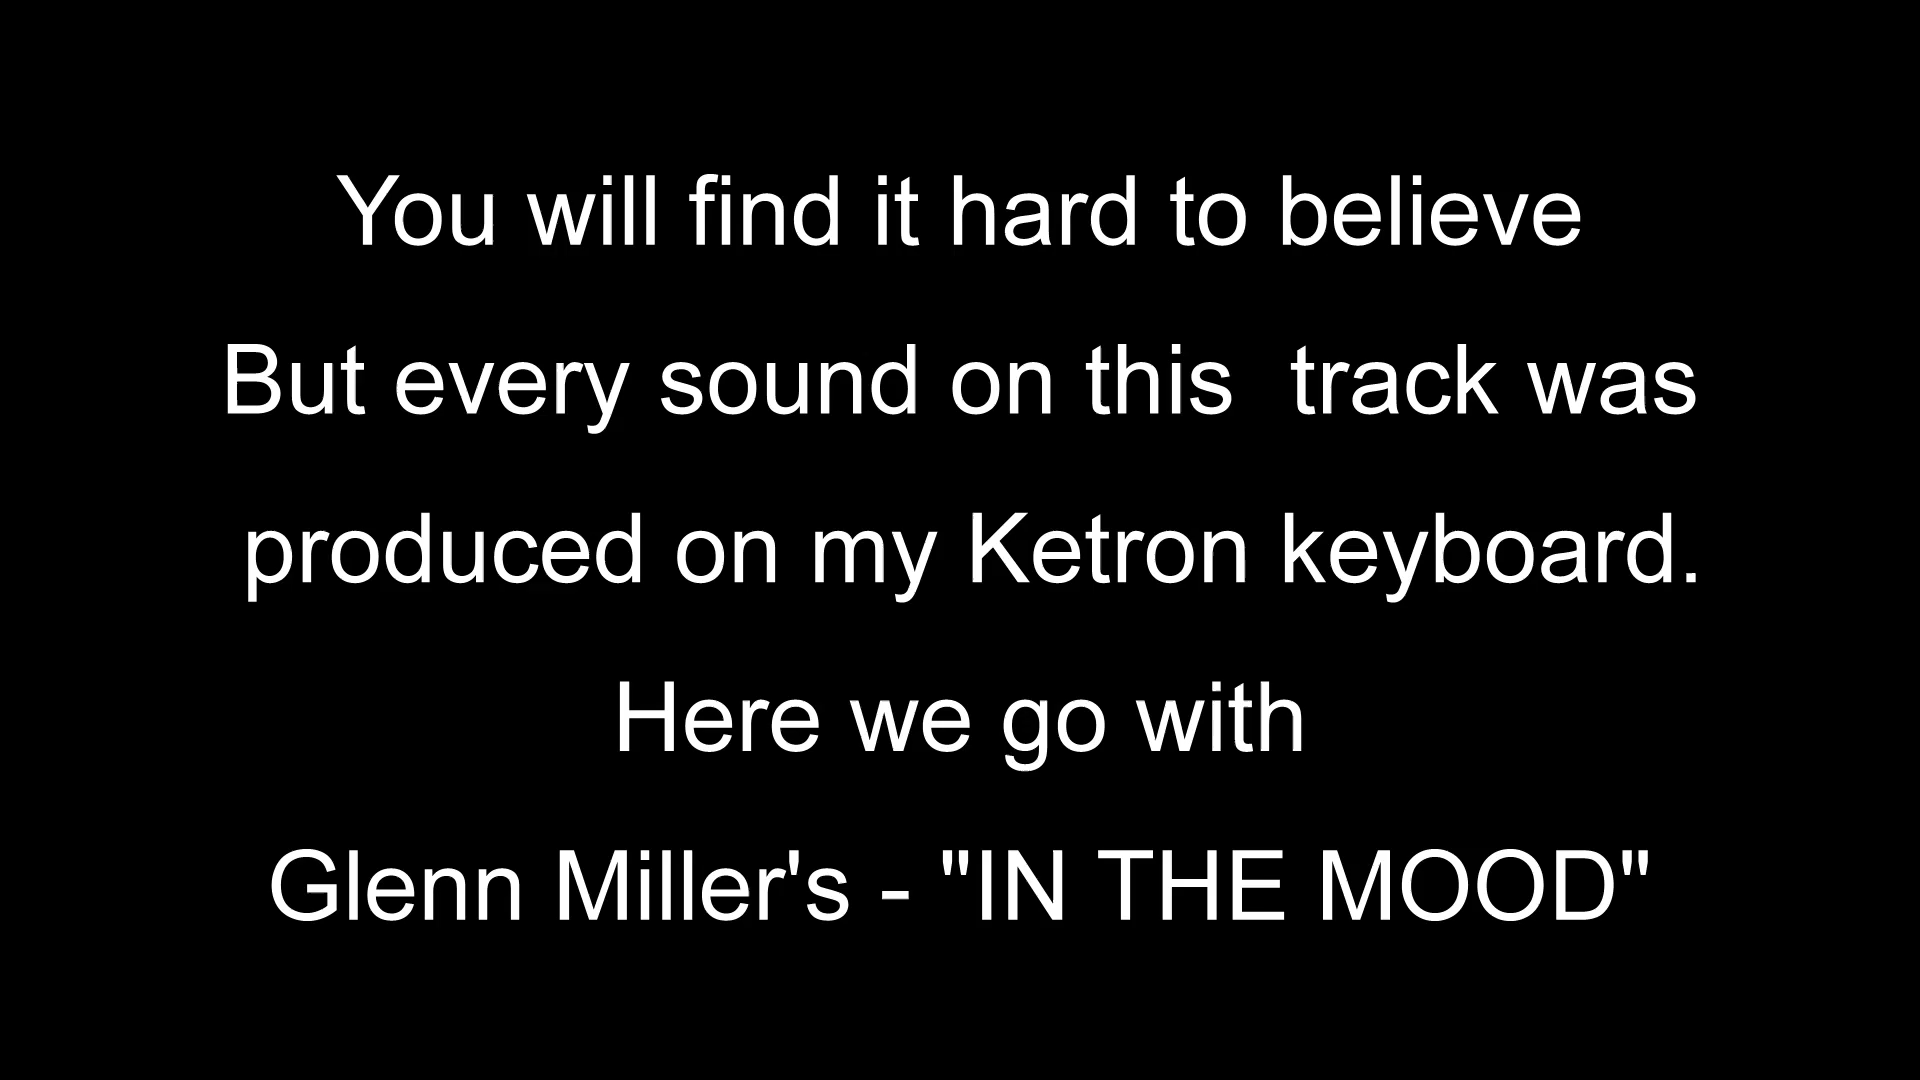 You will find it hard to believe
But every sound on this  track was
produced on my Ketron keyboard.
Here we go with
Glenn Miller's - "IN THE MOOD"